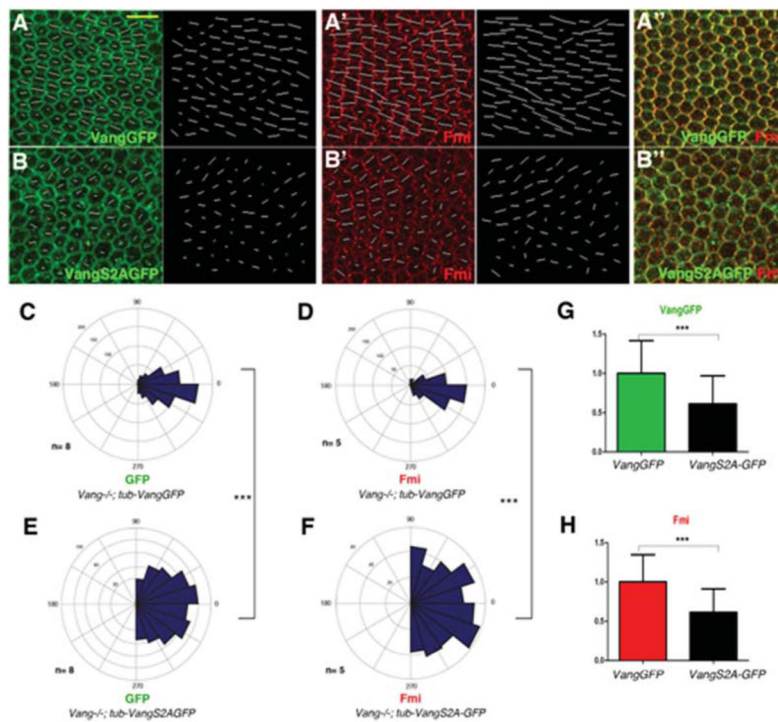 A
A'
A''
VangGFP
Fmi
VangGFP Fmi
B
B'
B''
VangS2AGFP
Fmi
VangS2AGFP Fmi
C
90
180
0
270
n= 8
GFP
Vang-/-; tub-VangGFP
D
90
180
0
270
n= 5
Fmi
Vang-/-; tub-VangGFP
***
***
E
90
180
0
270
n= 8
GFP
Vang-/-; tub-VangS2AGFP
F
90
180
0
270
n= 5
Fmi
Vang-/-; tub-VangS2A-GFP
G
VangGFP
***
1.5
1.0
0.5
0.0
VangGFP VangS2A-GFP
H
Fmi
***
1.5
1.0
0.5
0.0
VangGFP VangS2A-GFP